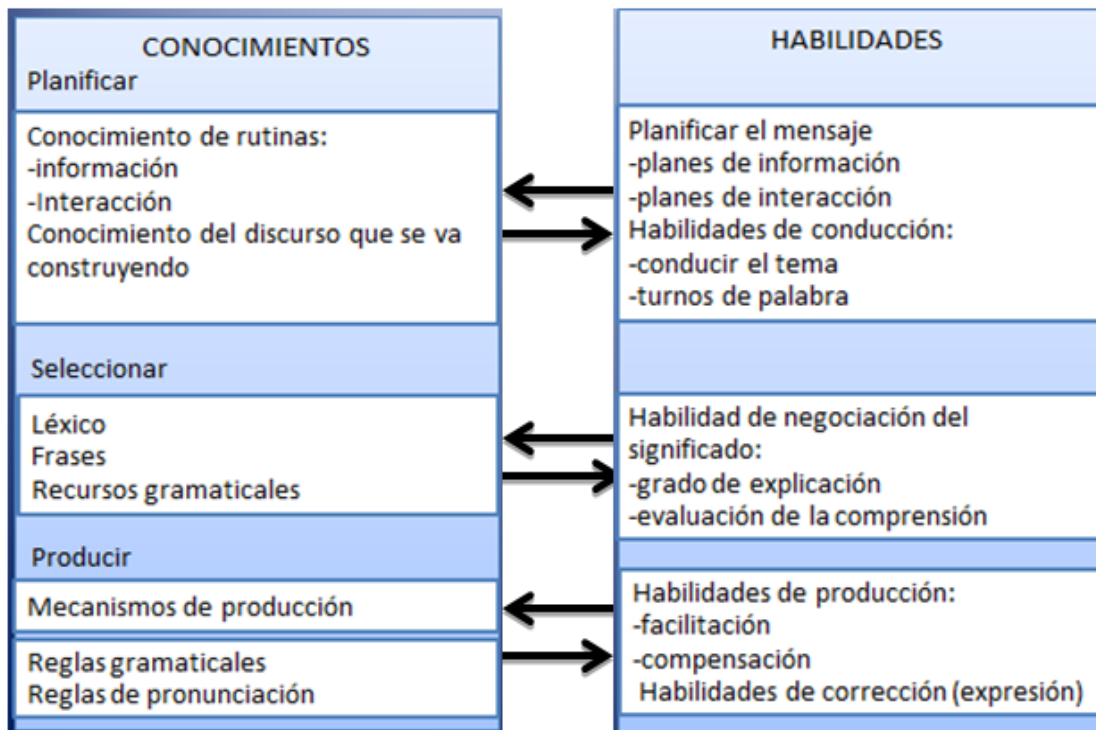 CONOCIMIENTOS
Planificar
Conocimiento de rutinas:
-información
-Interacción
Conocimiento del discurso que se va
construyendo
Seleccionar
Léxico
Frases
Recursos gramaticales
Producir
Mecanismos de producción
Reglas gramaticales
Reglas de pronunciación
HABILIDADES
Planificar el mensaje
-planes de información
-planes de interacción
Habilidades de conducción:
-conducir el tema
-turnos de palabra
Habilidad de negociación del
significado:
-grado de explicación
-evaluación de la comprensión
Habilidades de producción:
-facilitación
-compensación
Habilidades de corrección (expresión)